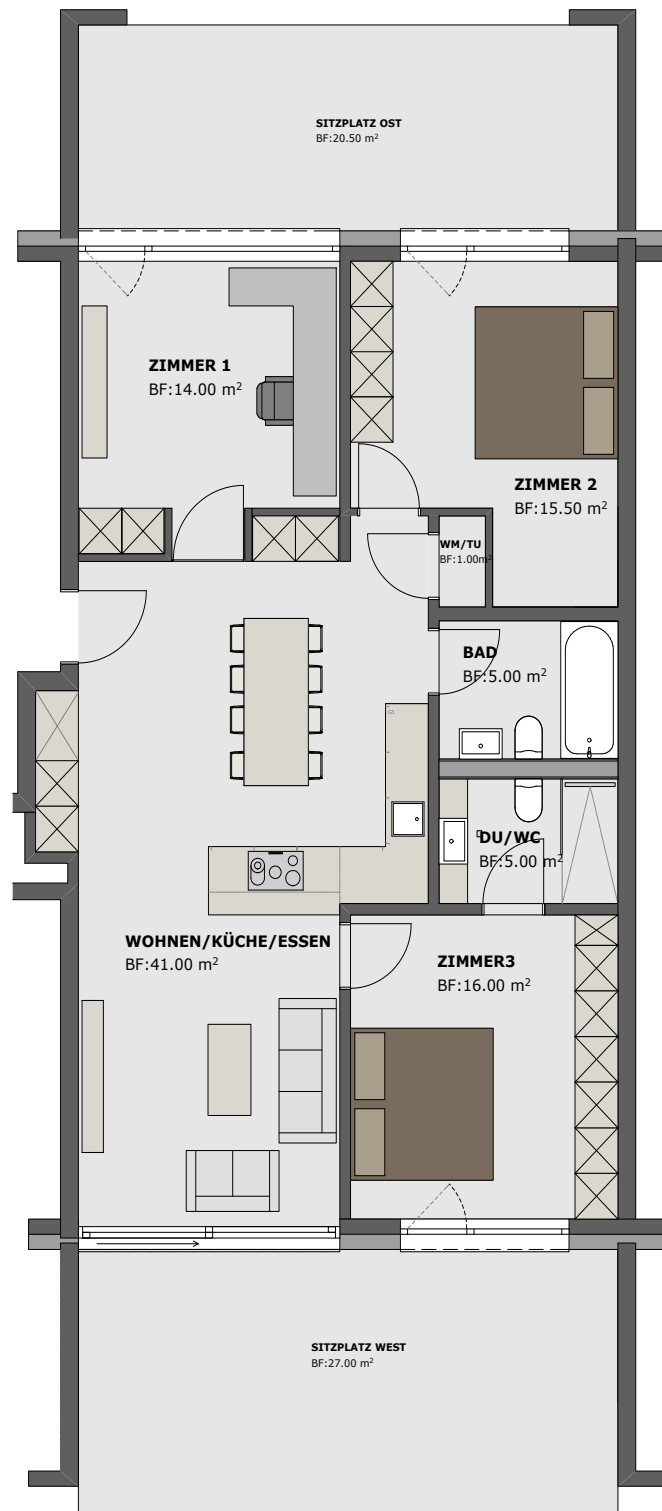 SITZPLATZ OST
BF:20.50 m²
ZIMMER 1
BF:14.00 m²
ZIMMER 2
BF:15.50 m²
WM/TU
BF:1.00m²
BAD
BF:5.00 m²
GS
DU/WC
BF:5.00 m²
WOHNEN/KÜCHE/ESSEN
BF:41.00 m²
ZIMMER3
BF:16.00 m²
SITZPLATZ WEST
BF:27.00 m²